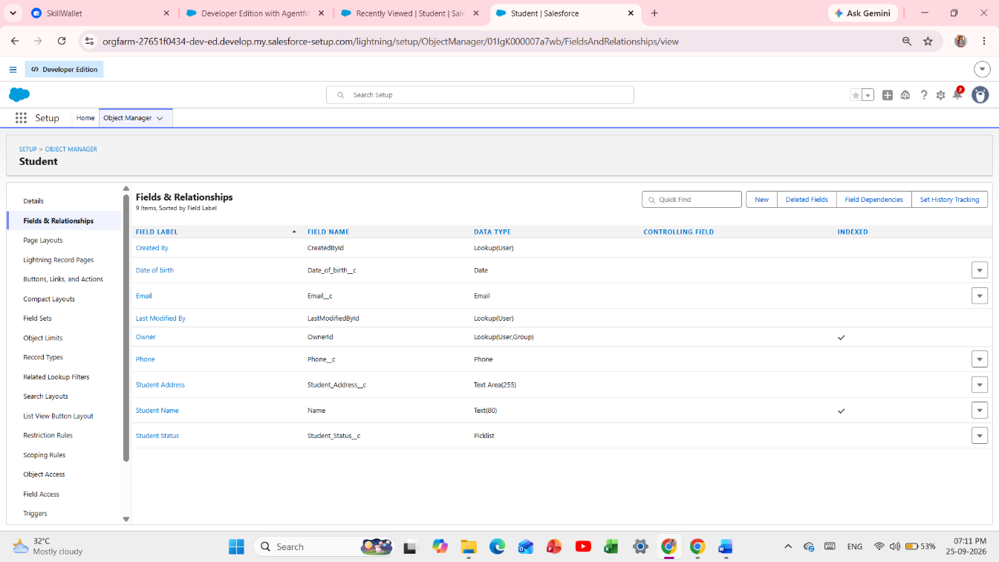 SkillWallet
Developer Edition with Agentfo
Recently Viewed | Student | Sale
Student | Salesforce
Ask Gemini
orgfarm-27651f0434-dev-ed.develop.my.salesforce-setup.com/lightning/setup/ObjectManager/01IgK000007a7wb/FieldsAndRelationships/view
Developer Edition
Search Setup
2
Setup
Home
Object Manager
SETUP > OBJECT MANAGER
Student
Details
Fields & Relationships
Page Layouts
Lightning Record Pages
Buttons, Links, and Actions
Compact Layouts
Field Sets
Object Limits
Record Types
Related Lookup Filters
Search Layouts
List View Button Layout
Restriction Rules
Scoping Rules
Object Access
Field Access
Triggers
Fields & Relationships
9 Items, Sorted by Field Label
Quick Find
New
Deleted Fields
Field Dependencies
Set History Tracking
FIELD LABEL FIELD NAME DATA TYPE CONTROLLING FIELD INDEXED
Created By CreatedById Lookup(User)
Date of birth Date_of_birth__c Date
Email Email__c Email
Last Modified By LastModifiedById Lookup(User)
Owner OwnerId Lookup(User,Group)
Phone Phone__c Phone
Student Address Student_Address__c Text Area(255)
Student Name Name Text(80)
Student Status Student_Status__c Picklist
32°C
Mostly cloudy
Search
ENG
53%
07:11 PM
25-09-2026